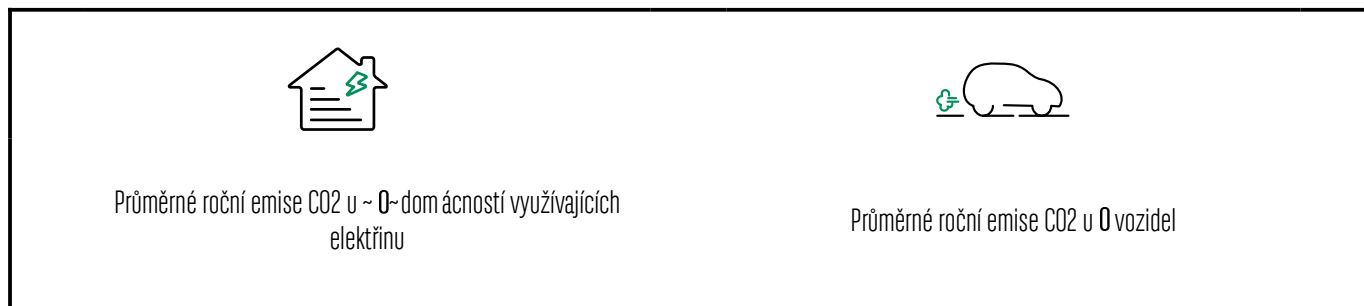 Průměrné roční emise CO2 u ~ 0~dom ácností využívajících
elektřinu
Průměrné roční emise CO2 u 0 vozidel